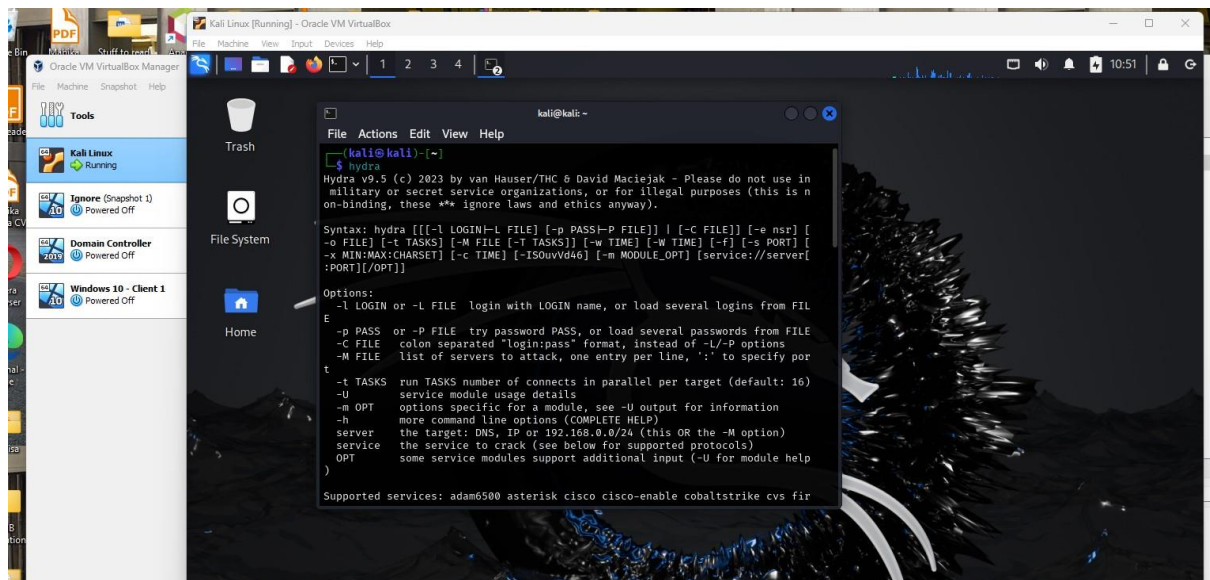 Kali Linux [Running] - Oracle VM VirtualBox
File Machine View Input Devices Help
1 2 3 4
10:51
PDF
Stuff to read
Oracle VM VirtualBox Manager
File Machine Snapshot Help
Tools
64
Kali Linux
Running
64
10
Ignore (Snapshot 1)
Powered Off
64
2019
Domain Controller
Powered Off
64
10
Windows 10 - Client 1
Powered Off
Trash
File System
Home
kali@kali: ~
File Actions Edit View Help
┌──(kali㉿kali)-[~]
└─$ hydra
Hydra v9.5 (c) 2023 by van Hauser/THC & David Maciejak - Please do not use in
military or secret service organizations, or for illegal purposes (this is n
on-binding, these *** ignore laws and ethics anyway).
Syntax: hydra [[[-l LOGIN|-L FILE] [-p PASS|-P FILE]] | [-C FILE]] [-e nsr] [
-o FILE] [-t TASKS] [-M FILE [-T TASKS]] [-w TIME] [-W TIME] [-f] [-s PORT] [
-x MIN:MAX:CHARSET] [-c TIME] [-ISOuvVd46] [-m MODULE_OPT] [service://server[
:PORT][/OPT]]
Options:
-l LOGIN or -L FILE login with LOGIN name, or load several logins from FIL
E
-p PASS or -P FILE try password PASS, or load several passwords from FILE
-C FILE colon separated "login:pass" format, instead of -L/-P options
-M FILE list of servers to attack, one entry per line, ':' to specify por
t
-t TASKS run TASKS number of connects in parallel per target (default: 16)
-U service module usage details
-m OPT options specific for a module, see -U output for information
-h more command line options (COMPLETE HELP)
server the target: DNS, IP or 192.168.0.0/24 (this OR the -M option)
service the service to crack (see below for supported protocols)
OPT some service modules support additional input (-U for module help
)
Supported services: adam6500 asterisk cisco cisco-enable cobaltstrike cvs fir